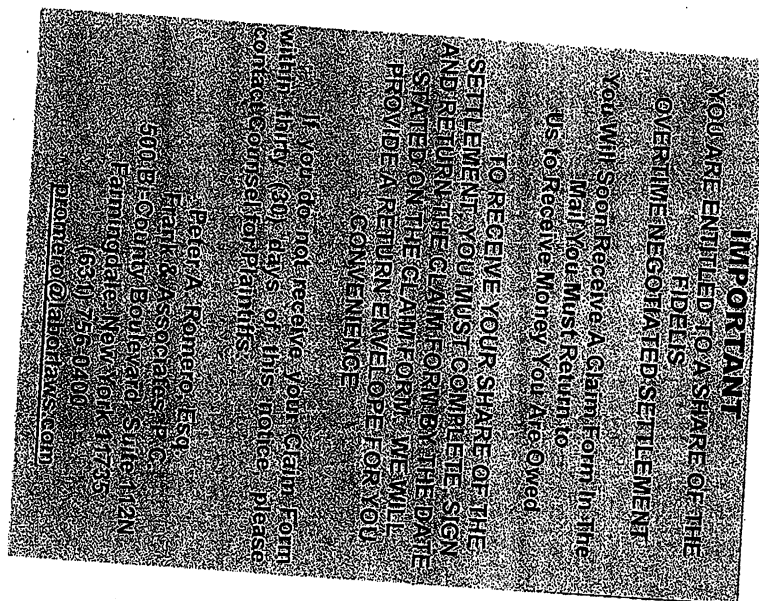 IMPORTANT
YOU ARE ENTITLED TO A SHARE OF THE
FIDELIS
OVERTIME NEGOTIATED SETTLEMENT
You Will Soon Receive A Claim Form In The
Mail You Must Return to
Us to Receive Money You Are Owed
TO RECEIVE YOUR SHARE OF THE
SETTLEMENT, YOU MUST COMPLETE, SIGN
AND RETURN THE CLAIM FORM BY THE DATE
STATED ON THE CLAIM FORM. WE WILL
PROVIDE A RETURN ENVELOPE FOR YOU
CONVENIENCE
If you do not receive your Claim Form
within thirty (30) days of this notice please
contact Counsel for Plaintiffs:
Peter A. Romero, Esq.
Frank & Associates, P.C.
500 Bi-County Boulevard, Suite 112N
Farmingdale, New York 11735
(631) 756-0400
promero@laborlaws.com